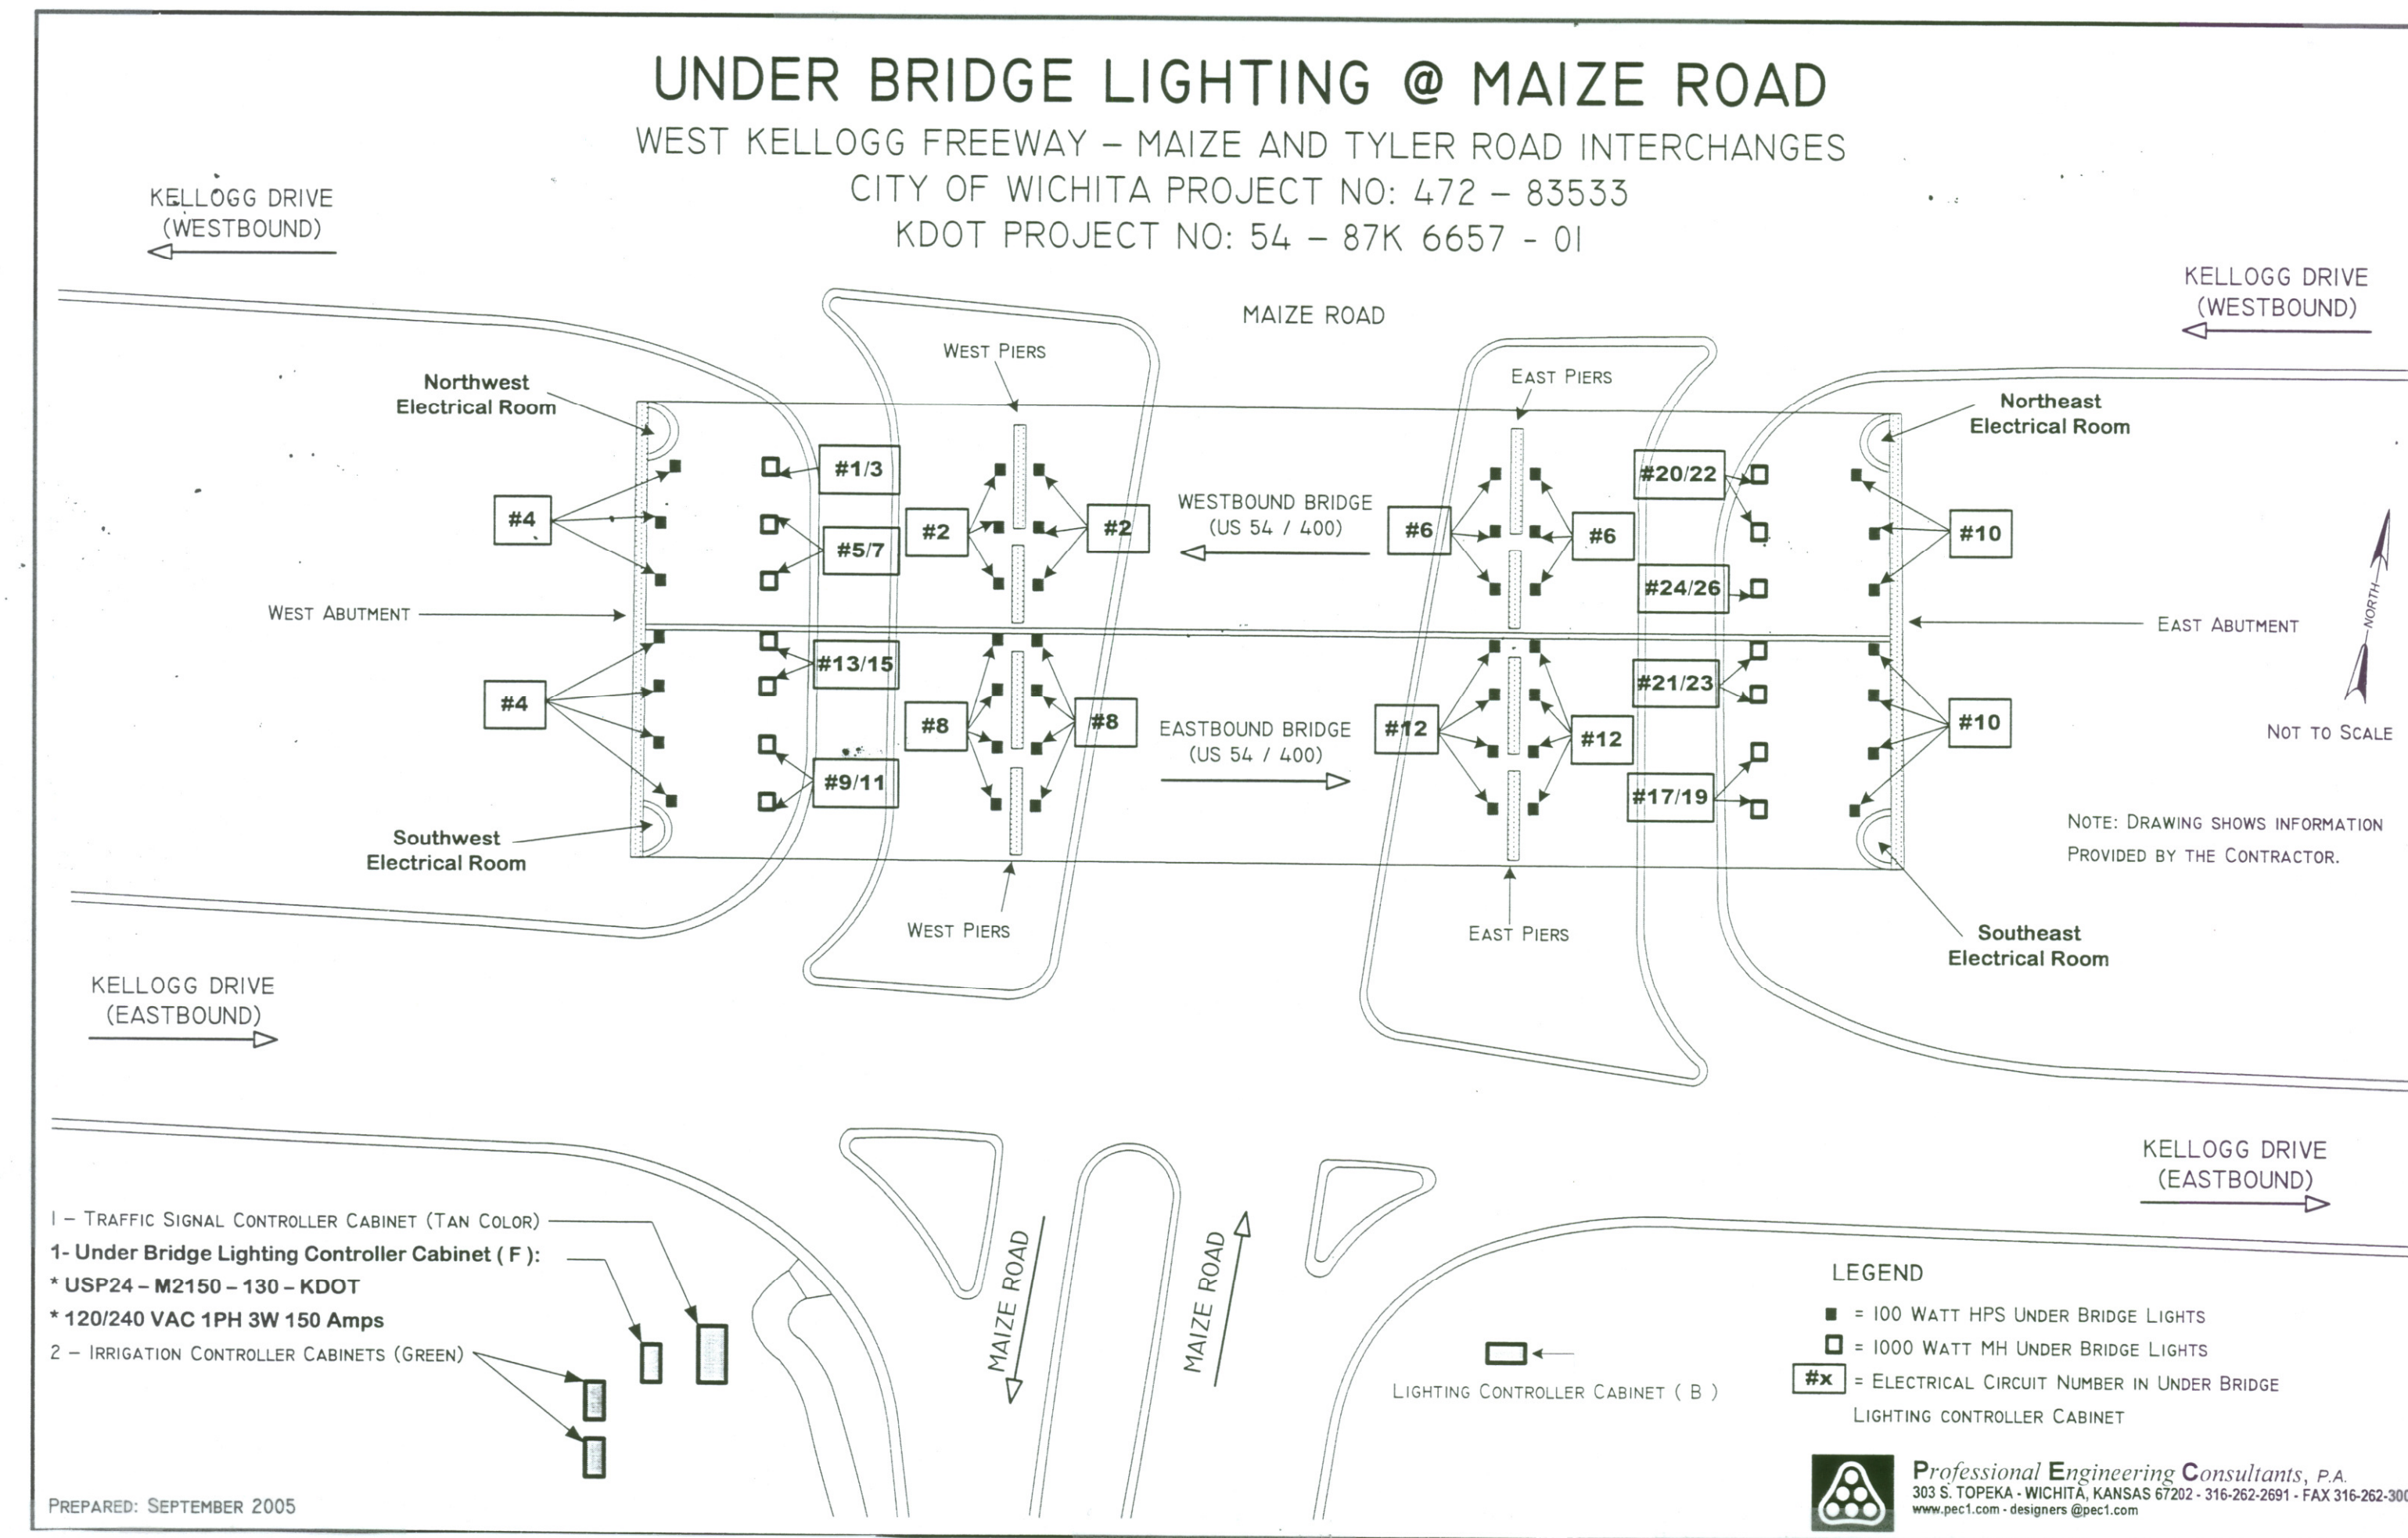 UNDER BRIDGE LIGHTING @ MAIZE ROAD
WEST KELLOGG FREEWAY – MAIZE AND TYLER ROAD INTERCHANGES
CITY OF WICHITA PROJECT NO: 472 – 83533
KDOT PROJECT NO: 54 – 87K 6657 - 01
KELLOGG DRIVE
(WESTBOUND)
KELLOGG DRIVE
(WESTBOUND)
MAIZE ROAD
WEST PIERS
EAST PIERS
Northwest
Electrical Room
Northeast
Electrical Room
#1/3
#20/22
#4
#5/7
#2
#2
WESTBOUND BRIDGE
(US 54 / 400)
#6
#6
#10
#24/26
WEST ABUTMENT
EAST ABUTMENT
NORTH
NOT TO SCALE
#13/15
#21/23
#4
#8
#8
EASTBOUND BRIDGE
(US 54 / 400)
#12
#12
#10
#9/11
#17/19
Southwest
Electrical Room
NOTE: DRAWING SHOWS INFORMATION
PROVIDED BY THE CONTRACTOR.
WEST PIERS
EAST PIERS
Southeast
Electrical Room
KELLOGG DRIVE
(EASTBOUND)
KELLOGG DRIVE
(EASTBOUND)
1 – TRAFFIC SIGNAL CONTROLLER CABINET (TAN COLOR)
1- Under Bridge Lighting Controller Cabinet ( F ):
* USP24 – M2150 – 130 – KDOT
* 120/240 VAC 1PH 3W 150 Amps
2 – IRRIGATION CONTROLLER CABINETS (GREEN)
MAIZE ROAD
MAIZE ROAD
LIGHTING CONTROLLER CABINET ( B )
LEGEND
= 100 WATT HPS UNDER BRIDGE LIGHTS
= 1000 WATT MH UNDER BRIDGE LIGHTS
#x = ELECTRICAL CIRCUIT NUMBER IN UNDER BRIDGE
LIGHTING CONTROLLER CABINET
Professional Engineering Consultants, P.A.
303 S. TOPEKA - WICHITA, KANSAS 67202 - 316-262-2691 - FAX 316-262-300
www.pec1.com - designers @pec1.com
PREPARED: SEPTEMBER 2005